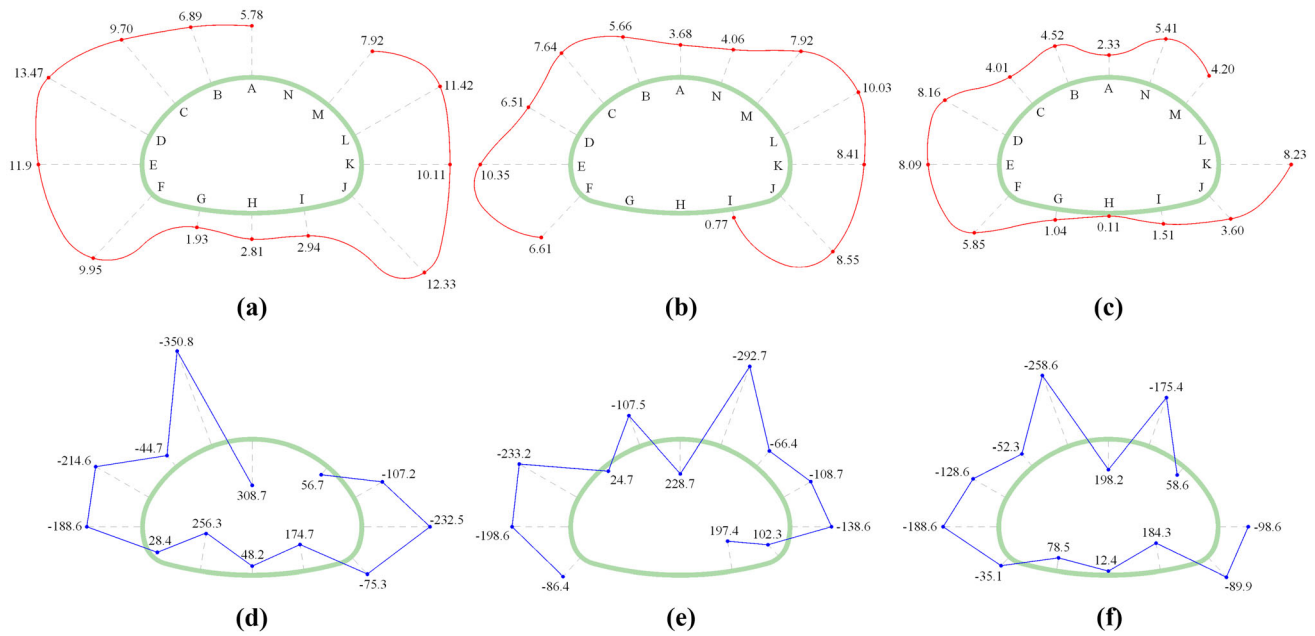 6.89 5.78
9.70
7.92
13.47
11.42
A
B N
C M
D L
11.9 E K 10.11
F J
G H I
1.93 2.81 2.94
9.95
12.33
(a)
5.66
3.68 4.06
7.64 7.92
10.03
6.51
A
B N
C M
D L
10.35 E K 8.41
F J
G H I
0.77
6.61
8.55
(b)
4.52 5.41
2.33
4.01
4.20
8.16
A
B N
C M
D L
8.09 E K 8.23
F J
G H I
5.85 1.04 0.11 1.51 3.60
(c)
-350.8
-44.7
-214.6
56.7 -107.2
308.7
-188.6 -232.5
28.4 256.3 48.2 174.7
-75.3
(d)
-292.7
-107.5
-66.4
-233.2
24.7 228.7
-108.7
-198.6 -138.6
197.4 102.3
-86.4
(e)
-258.6
-175.4
-52.3
-128.6
198.2 58.6
-188.6 -98.6
-35.1 78.5 12.4 184.3
-89.9
(f)